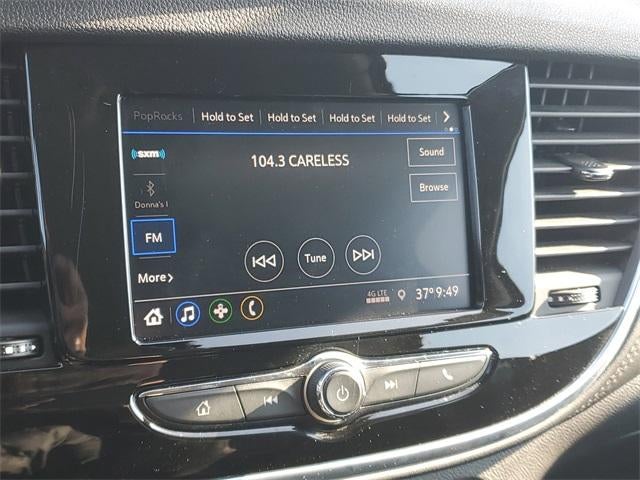 PopRocks Hold to Set Hold to Set Hold to Set Hold to Set
sxm
104.3 CARELESS
Sound
Donna's I
Browse
FM
Tune
More
4G LTE
37° 9:49